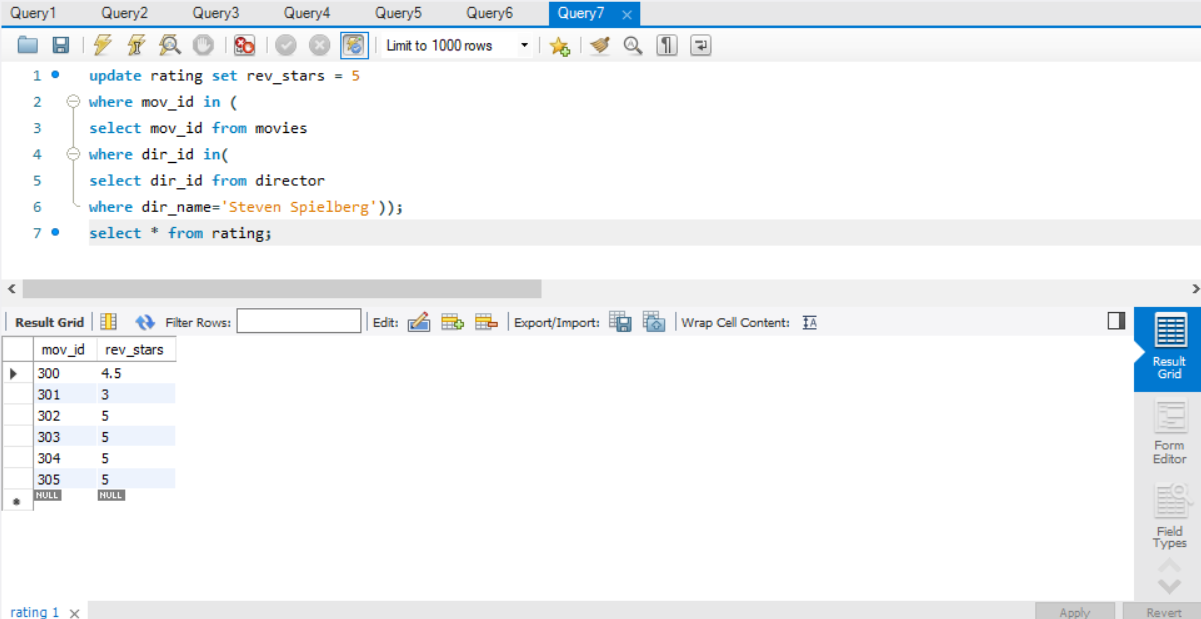 Query1 Query2 Query3 Query4 Query5 Query6 Query7
Limit to 1000 rows
1 update rating set rev_stars = 5
2 where mov_id in (
3 select mov_id from movies
4 where dir_id in(
5 select dir_id from director
6 where dir_name='Steven Spielberg'));
7 select * from rating;
Result Grid Filter Rows: Edit: Export/Import: Wrap Cell Content:
mov_id rev_stars
300 4.5
301 3
302 5
303 5
304 5
305 5
NULL NULL
Result
Grid
Form
Editor
Field
Types
rating 1 Apply Revert